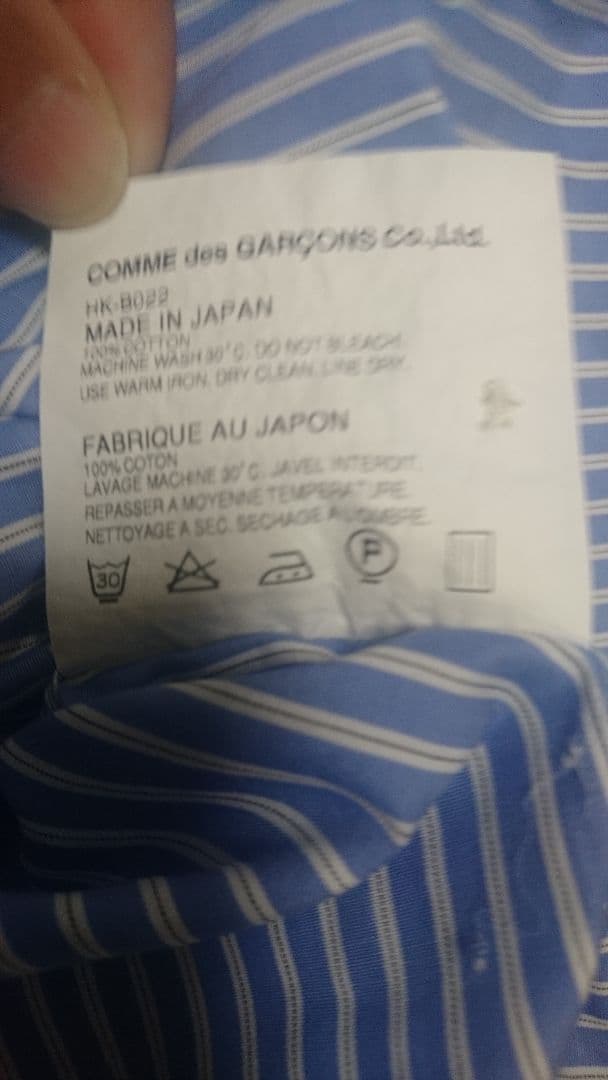 COMME des GARÇONS Co.,Ltd.
HK-B022
MADE IN JAPAN
100% COTTON
MACHINE WASH 30°C. DO NOT BLEACH.
USE WARM IRON. DRY CLEAN. LINE DRY.
FABRIQUE AU JAPON
100% COTON
LAVAGE MACHINE 30°C. JAVEL INTERDIT.
REPASSER A MOYENNE TEMPERATURE
NETTOYAGE A SEC. SECHAGE A L'OMBRE
30
P